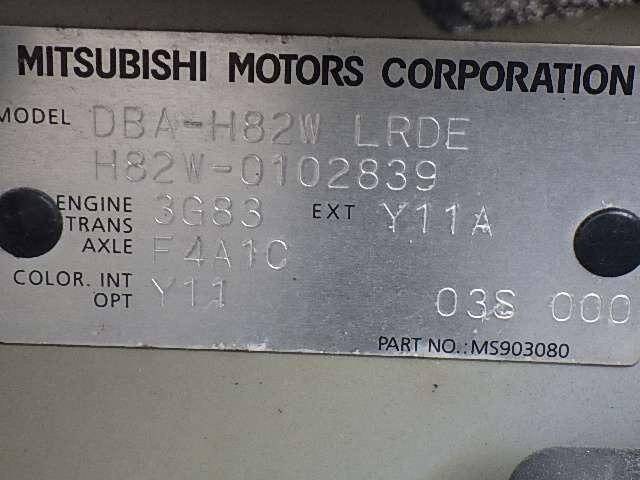 MITSUBISHI MOTORS CORPORATION
MODEL DBA-H82W LRDE
H82W-0102839
ENGINE 3G83 EXT Y11A
TRANS
AXLE F4A1C
COLOR. INT Y11
OPT 03S 000
PART NO.:MS903080